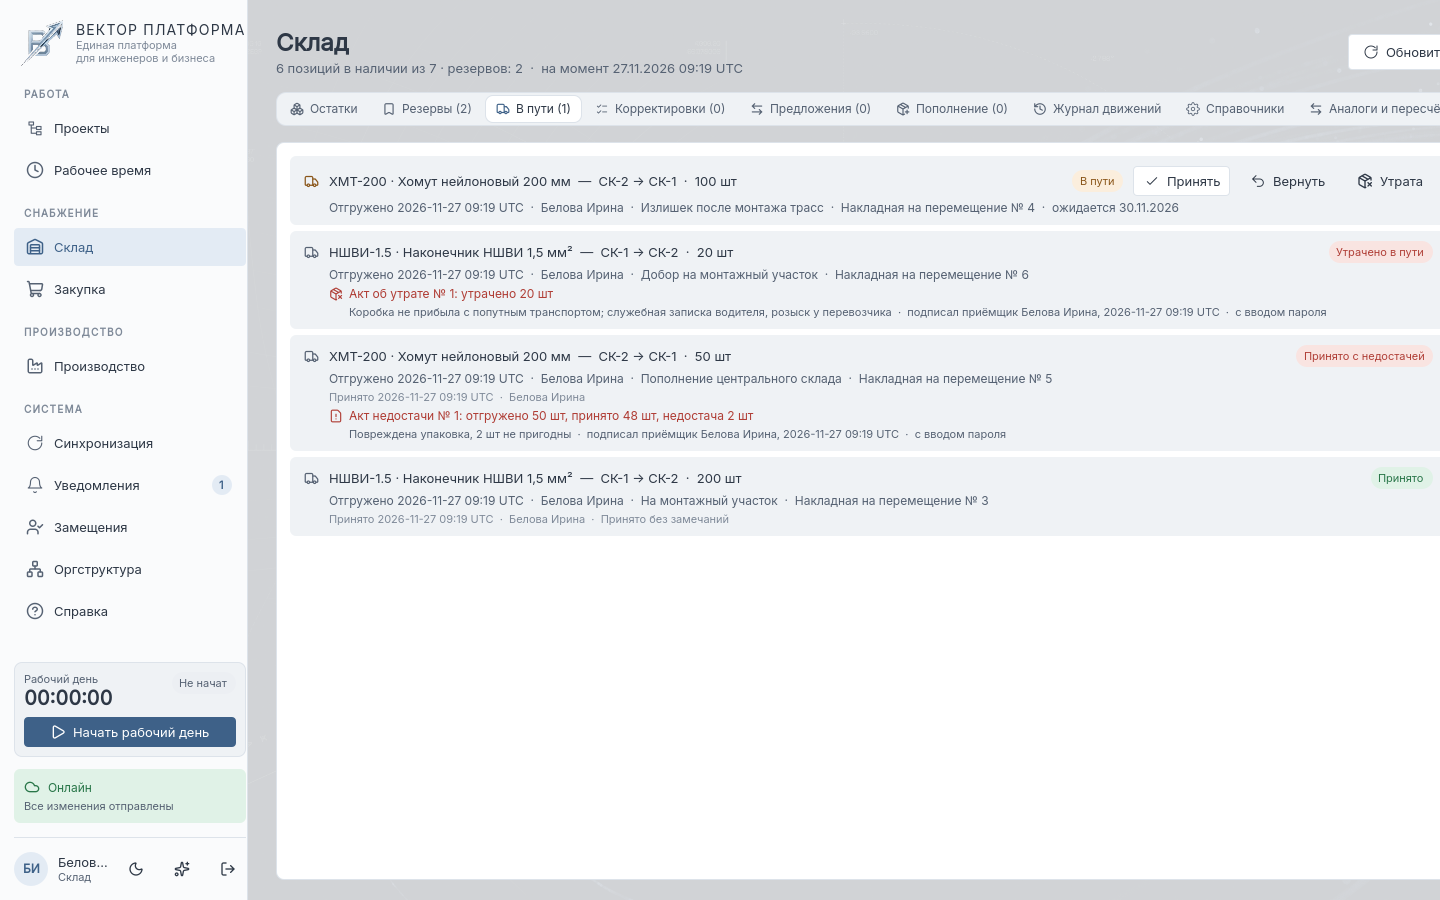 ВЕКТОР ПЛАТФОРМА
Единая платформа
для инженеров и бизнеса
РАБОТА
Проекты
Рабочее время
СНАБЖЕНИЕ
Склад
Закупка
ПРОИЗВОДСТВО
Производство
СИСТЕМА
Синхронизация
Уведомления 1
Замещения
Оргструктура
Справка
Рабочий день
Не начат
00:00:00
Начать рабочий день
Онлайн
Все изменения отправлены
БИ
Белов...
Склад
Склад
6 позиций в наличии из 7 · резервов: 2 · на момент 27.11.2026 09:19 UTC
Обновит
Остатки Резервы (2) В пути (1) Корректировки (0) Предложения (0) Пополнение (0) Журнал движений Справочники Аналоги и пересчё
ХМТ-200 · Хомут нейлоновый 200 мм — СК-2 → СК-1 · 100 шт
В пути Принять Вернуть Утрата
Отгружено 2026-11-27 09:19 UTC · Белова Ирина · Излишек после монтажа трасс · Накладная на перемещение № 4 · ожидается 30.11.2026
НШВИ-1.5 · Наконечник НШВИ 1,5 мм² — СК-1 → СК-2 · 20 шт
Утрачено в пути
Отгружено 2026-11-27 09:19 UTC · Белова Ирина · Добор на монтажный участок · Накладная на перемещение № 6
Акт об утрате № 1: утрачено 20 шт
Коробка не прибыла с попутным транспортом; служебная записка водителя, розыск у перевозчика · подписал приёмщик Белова Ирина, 2026-11-27 09:19 UTC · с вводом пароля
ХМТ-200 · Хомут нейлоновый 200 мм — СК-2 → СК-1 · 50 шт
Принято с недостачей
Отгружено 2026-11-27 09:19 UTC · Белова Ирина · Пополнение центрального склада · Накладная на перемещение № 5
Принято 2026-11-27 09:19 UTC · Белова Ирина
Акт недостачи № 1: отгружено 50 шт, принято 48 шт, недостача 2 шт
Повреждена упаковка, 2 шт не пригодны · подписал приёмщик Белова Ирина, 2026-11-27 09:19 UTC · с вводом пароля
НШВИ-1.5 · Наконечник НШВИ 1,5 мм² — СК-1 → СК-2 · 200 шт
Принято
Отгружено 2026-11-27 09:19 UTC · Белова Ирина · На монтажный участок · Накладная на перемещение № 3
Принято 2026-11-27 09:19 UTC · Белова Ирина · Принято без замечаний